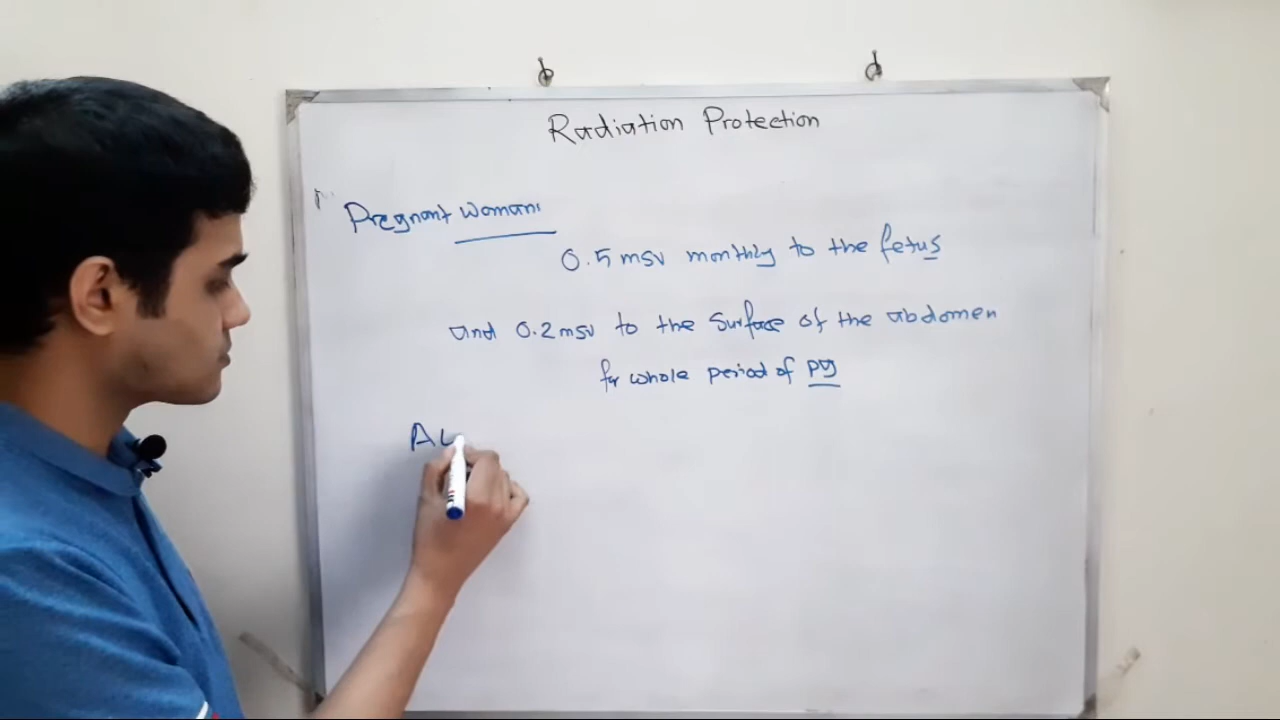 Radiation Protection
Pregnant woman:
0.5 msv monthly to the fetus
and 0.2 msv to the surface of the abdomen
for whole period of pg
AL